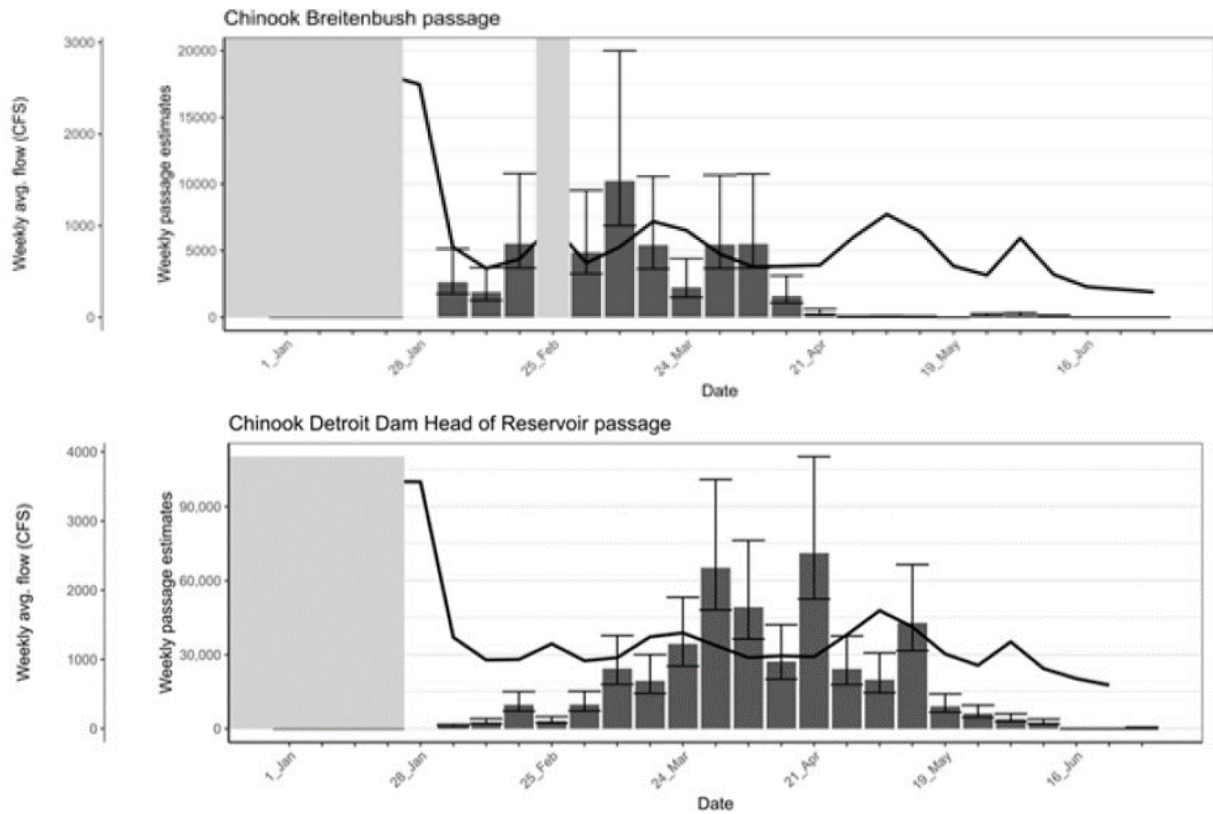 Chinook Breitenbush passage
Weekly avg. flow (CFS)
3000
2000
1000
0
Weekly passage estimates
20000
15000
10000
5000
0
1_Jan
28_Jan
25_Feb
24_Mar
21_Apr
19_May
16_Jun
Date
Chinook Detroit Dam Head of Reservoir passage
Weekly avg. flow (CFS)
4000
3000
2000
1000
0
Weekly passage estimates
90,000
60,000
30,000
0
1_Jan
28_Jan
25_Feb
24_Mar
21_Apr
19_May
16_Jun
Date